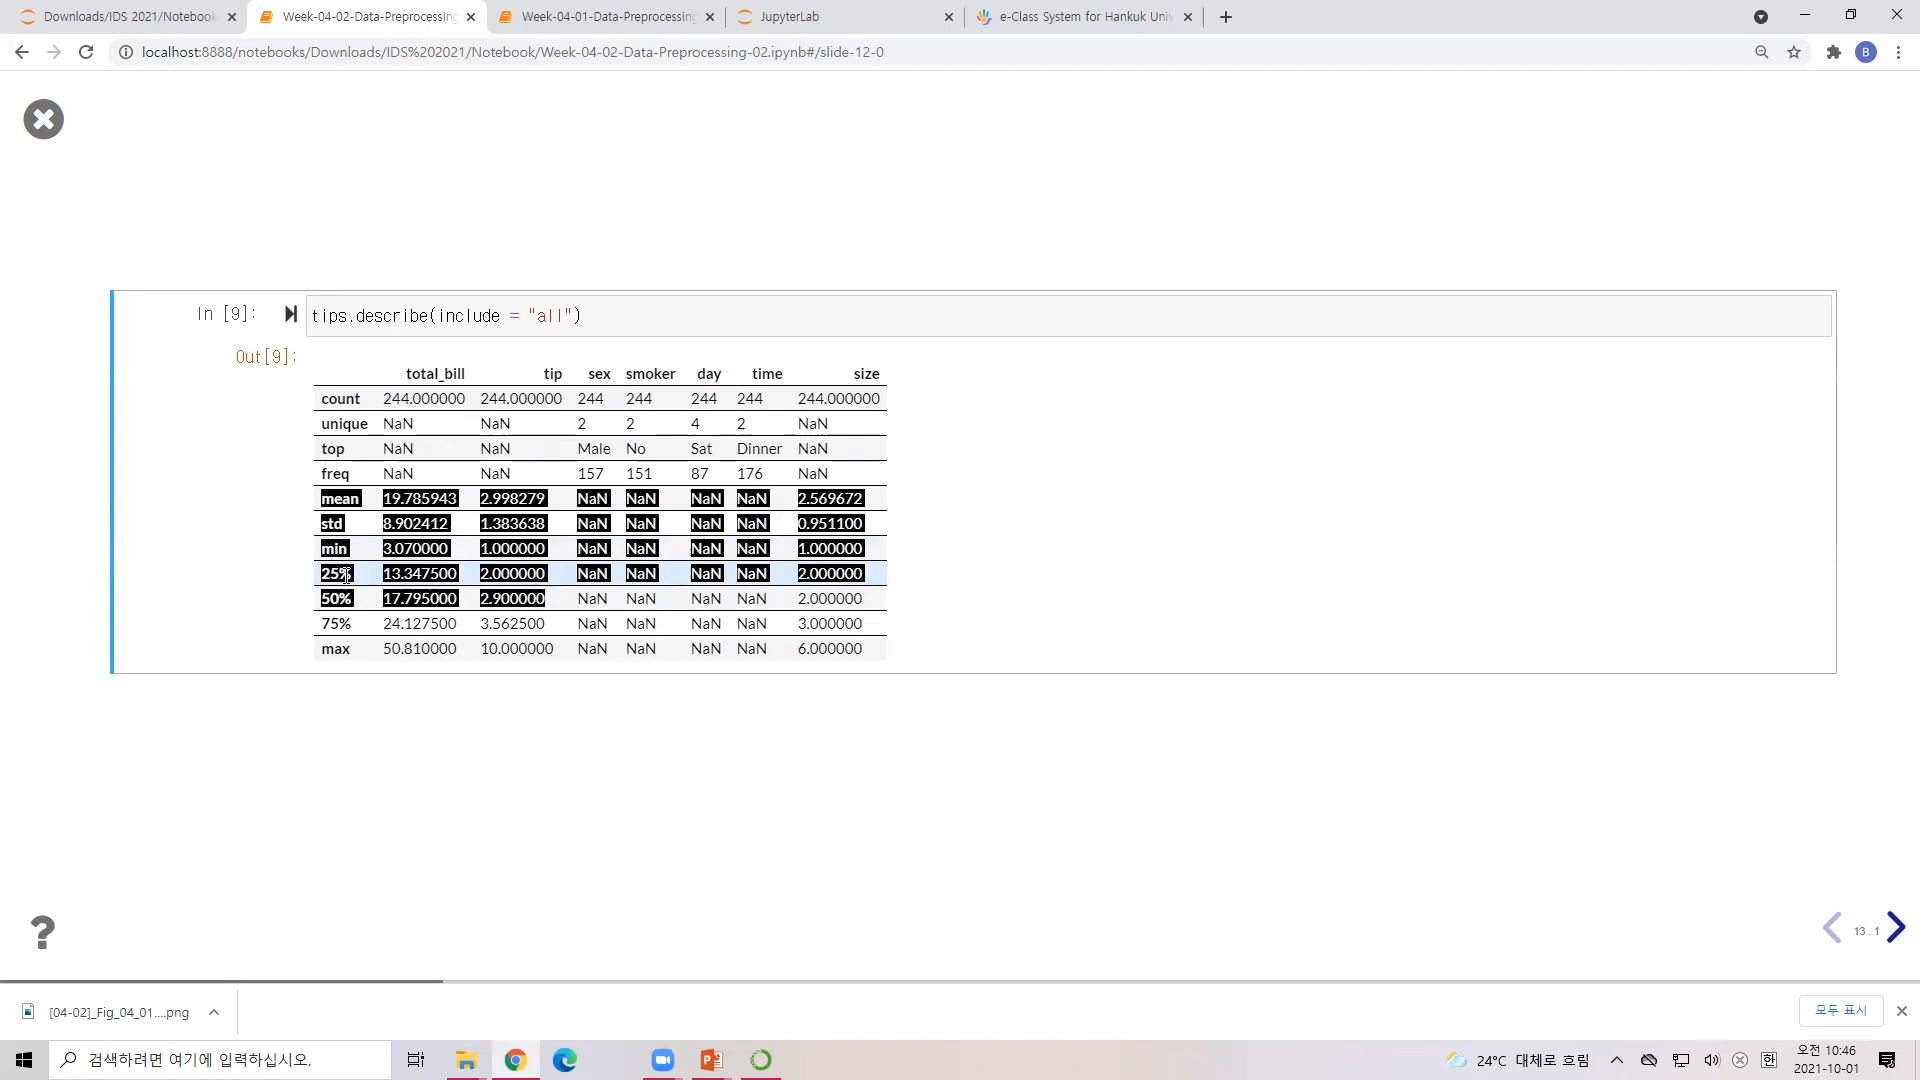 Downloads/IDS 2021/Notebook
Week-04-02-Data-Preprocessing
Week-04-01-Data-Preprocessing
JupyterLab
e-Class System for Hankuk Univ
localhost:8888/notebooks/Downloads/IDS%202021/Notebook/Week-04-02-Data-Preprocessing-02.ipynb#/slide-12-0
B
In [9]: tips.describe(include = "all")
Out[9]:
total_bill tip sex smoker day time size
count 244.000000 244.000000 244 244 244 244 244.000000
unique NaN NaN 2 2 4 2 NaN
top NaN NaN Male No Sat Dinner NaN
freq NaN NaN 157 151 87 176 NaN
mean 19.785943 2.998279 NaN NaN NaN NaN 2.569672
std 8.902412 1.383638 NaN NaN NaN NaN 0.951100
min 3.070000 1.000000 NaN NaN NaN NaN 1.000000
25% 13.347500 2.000000 NaN NaN NaN NaN 2.000000
50% 17.795000 2.900000 NaN NaN NaN NaN 2.000000
75% 24.127500 3.562500 NaN NaN NaN NaN 3.000000
max 50.810000 10.000000 NaN NaN NaN NaN 6.000000
?
13 . 1
[04-02]_Fig_04_01....png
모두 표시
검색하려면 여기에 입력하십시오.
24°C 대체로 흐림
한
오전 10:46
2021-10-01